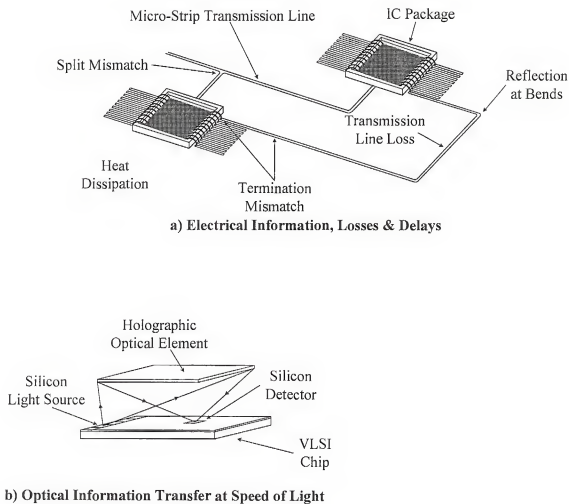 Micro-Strip Transmission Line
IC Package
Split Mismatch
Reflection
at Bends
Transmission
Line Loss
Heat
Dissipation
Termination
Mismatch
a) Electrical Information, Losses & Delays
Holographic
Optical Element
Silicon
Light Source
Silicon
Detector
VLSI
Chip
b) Optical Information Transfer at Speed of Light